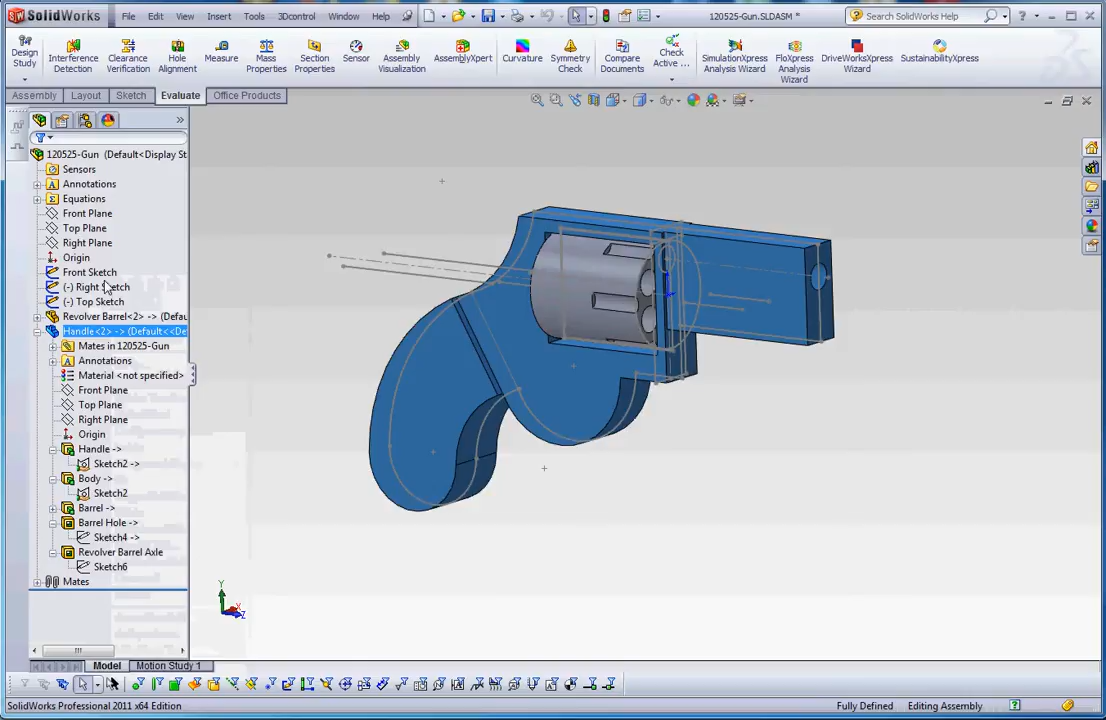 SolidWorks File Edit View Insert Tools 3Dcontrol Window Help 120525-Gun.SLDASM * Search SolidWorks Help
Design Study
Interference Detection
Clearance Verification
Hole Alignment
Measure
Mass Properties
Section Properties
Sensor
Assembly Visualization
AssemblyXpert
Curvature
Symmetry Check
Compare Documents
Check Active ...
SimulationXpress Analysis Wizard
FloXpress Analysis Wizard
DriveWorksXpress Wizard
SustainabilityXpress
Assembly Layout Sketch Evaluate Office Products
120525-Gun (Default<Display St
Sensors
Annotations
Equations
Front Plane
Top Plane
Right Plane
Origin
Front Sketch
(-) Right Sketch
(-) Top Sketch
Revolver Barrel<2> -> (Defau
Handle<2> -> (Default<<De
Mates in 120525-Gun
Annotations
Material <not specified>
Front Plane
Top Plane
Right Plane
Origin
Handle ->
Sketch2 ->
Body ->
Sketch2
Barrel ->
Barrel Hole ->
Sketch4 ->
Revolver Barrel Axle
Sketch6
Mates
Y
X
Z
Model Motion Study 1
SolidWorks Professional 2011 x64 Edition Fully Defined Editing Assembly